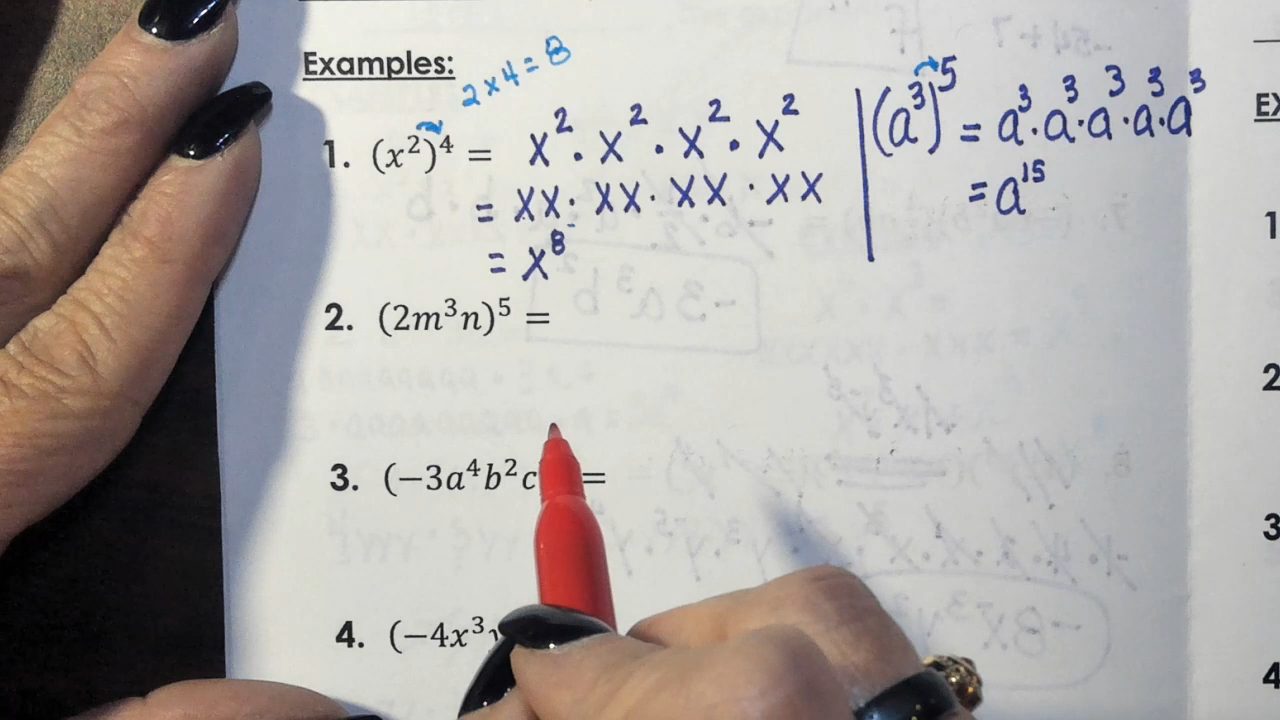 Examples:
2 x 4 = 8
1. (x²)⁴ = x² · x² · x² · x²
= xx · xx · xx · xx
= x⁸
(a³)⁵ = a³ · a³ · a³ · a³ · a³
= a¹⁵
2. (2m³n)⁵ =
3. (−3a⁴b²c =
4. (−4x³
EX
1
2
3
4